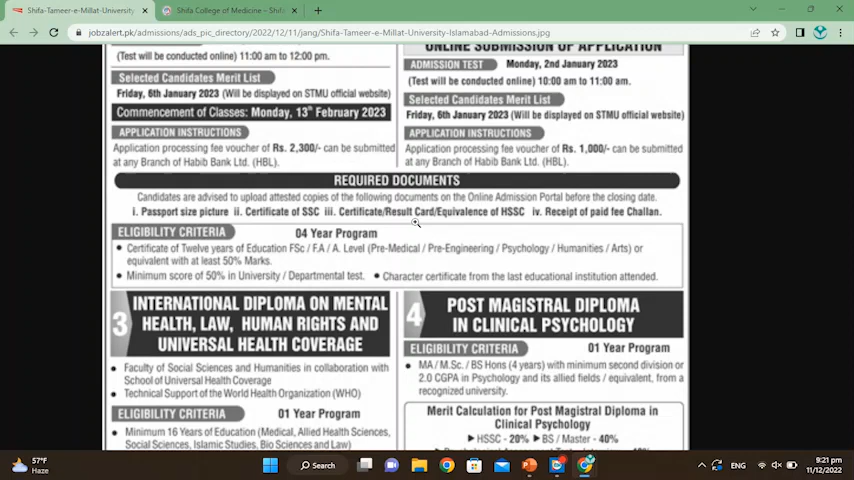 Shifa-Tameer-e-Millat-University
Shifa College of Medicine – Shifa
jobzalert.pk/admissions/ads_pic_directory/2022/12/11/jang/Shifa-Tameer-e-Millat-University-Islamabad-Admissions.jpg
(Test will be conducted online) 11:00 am to 12:00 pm.
Selected Candidates Merit List
Friday, 6th January 2023 (Will be displayed on STMU official website)
Commencement of Classes: Monday, 13th February 2023
APPLICATION INSTRUCTIONS
Application processing fee voucher of Rs. 2,300/- can be submitted
at any Branch of Habib Bank Ltd. (HBL).
ONLINE SUBMISSION OF APPLICATION
ADMISSION TEST Monday, 2nd January 2023
(Test will be conducted online) 10:00 am to 11:00 am.
Selected Candidates Merit List
Friday, 6th January 2023 (Will be displayed on STMU official website)
APPLICATION INSTRUCTIONS
Application processing fee voucher of Rs. 1,000/- can be submitted
at any Branch of Habib Bank Ltd. (HBL).
REQUIRED DOCUMENTS
Candidates are advised to upload attested copies of the following documents on the Online Admission Portal before the closing date.
i. Passport size picture ii. Certificate of SSC iii. Certificate/Result Card/Equivalence of HSSC iv. Receipt of paid fee Challan.
ELIGIBILITY CRITERIA 04 Year Program
• Certificate of Twelve years of Education FSc / F.A / A. Level (Pre-Medical / Pre-Engineering / Psychology / Humanities / Arts) or
equivalent with at least 50% Marks.
• Minimum score of 50% in University / Departmental test. • Character certificate from the last educational institution attended.
3 INTERNATIONAL DIPLOMA ON MENTAL
HEALTH, LAW, HUMAN RIGHTS AND
UNIVERSAL HEALTH COVERAGE
• Faculty of Social Sciences and Humanities in collaboration with
School of Universal Health Coverage
• Technical Support of the World Health Organization (WHO)
ELIGIBILITY CRITERIA 01 Year Program
• Minimum 16 Years of Education (Medical, Allied Health Sciences,
Social Sciences, Islamic Studies, Bio Sciences and Law)
4 POST MAGISTRAL DIPLOMA
IN CLINICAL PSYCHOLOGY
ELIGIBILITY CRITERIA 01 Year Program
• MA / M.Sc. / BS Hons (4 years) with minimum second division or
2.0 CGPA in Psychology and its allied fields / equivalent, from a
recognized university.
Merit Calculation for Post Magistral Diploma in
Clinical Psychology
HSSC - 20% BS / Master - 40%
57°F
Haze
Search
ENG
9:21 pm
11/12/2022